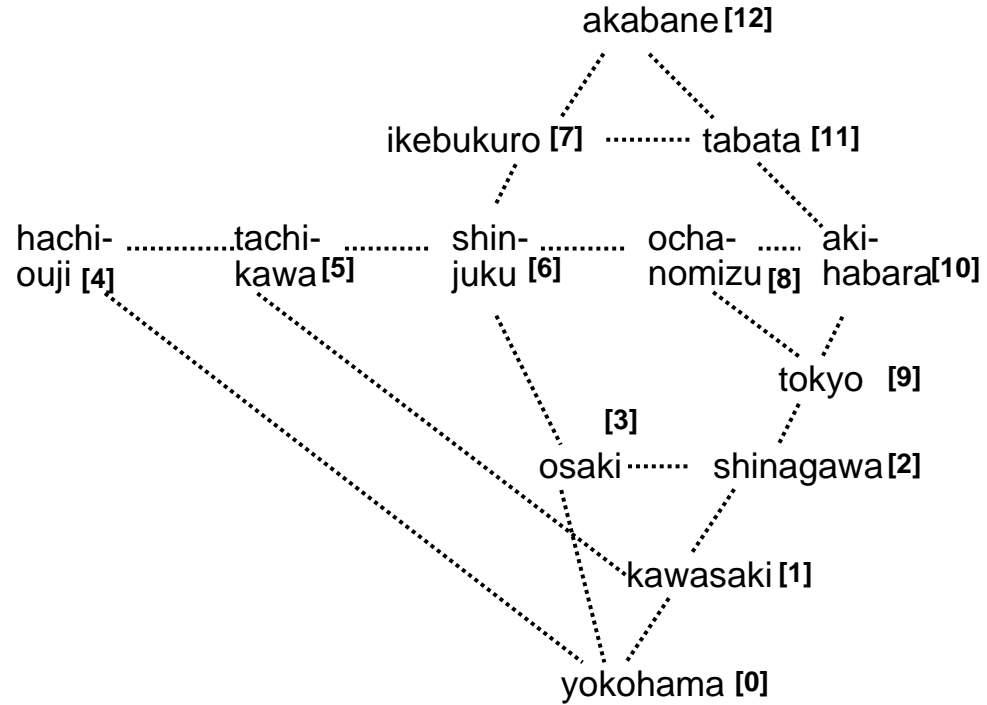 akabane [12]
ikebukuro [7]
tabata [11]
hachi-
ouji [4]
tachi-
kawa [5]
shin-
juku [6]
ocha-
nomizu [8]
aki-
habara [10]
tokyo [9]
[3]
osaki
shinagawa [2]
kawasaki [1]
yokohama [0]